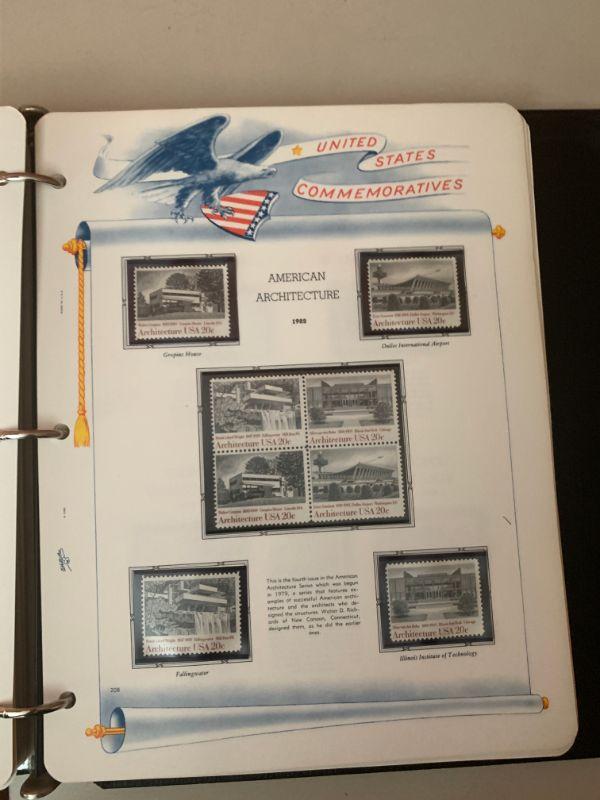 UNITED
STATES
COMMEMORATIVES
AMERICAN
ARCHITECTURE
1982
Architecture USA 20c
Gropius House
Architecture USA 20c
Dulles International Airport
Architecture USA 20c
Architecture USA 20c
Architecture USA 20c
Architecture USA 20c
This is the fourth issue in the American
Architecture Series which was begun
in 1979, a series that features ex-
amples of successful American archi-
tecture and the architects who de-
signed the structures. Walter D. Rich-
ards of New Canaan, Connecticut,
designed them, as he did the earlier
ones.
Architecture USA 20c
Fallingwater
Architecture USA 20c
Illinois Institute of Technology
208